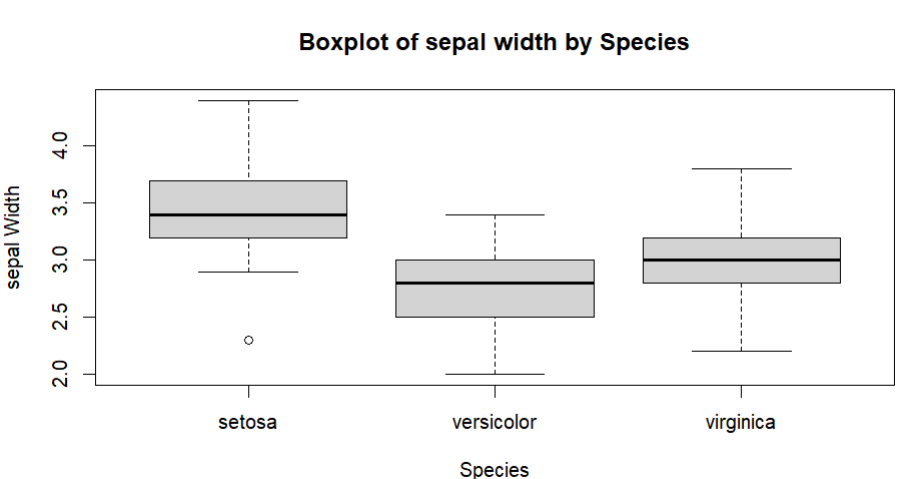 Boxplot of sepal width by Species
sepal Width
4.0
3.5
3.0
2.5
2.0
setosa versicolor virginica
Species